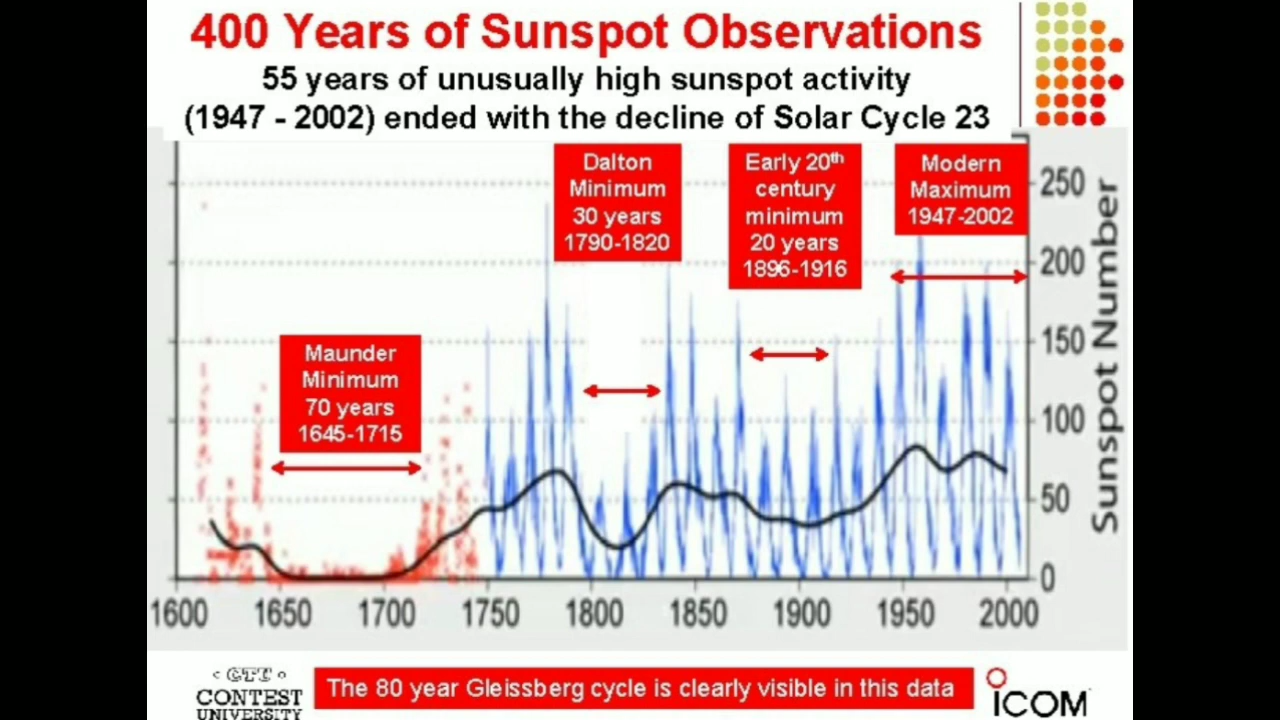 400 Years of Sunspot Observations
55 years of unusually high sunspot activity
(1947 - 2002) ended with the decline of Solar Cycle 23
Dalton
Minimum
30 years
1790-1820
Early 20th
century
minimum
20 years
1896-1916
Modern
Maximum
1947-2002
Maunder
Minimum
70 years
1645-1715
250
200
150
100
50
0
Sunspot Number
1600 1650 1700 1750 1800 1850 1900 1950 2000
CTU
CONTEST
UNIVERSITY
The 80 year Gleissberg cycle is clearly visible in this data
ICOM